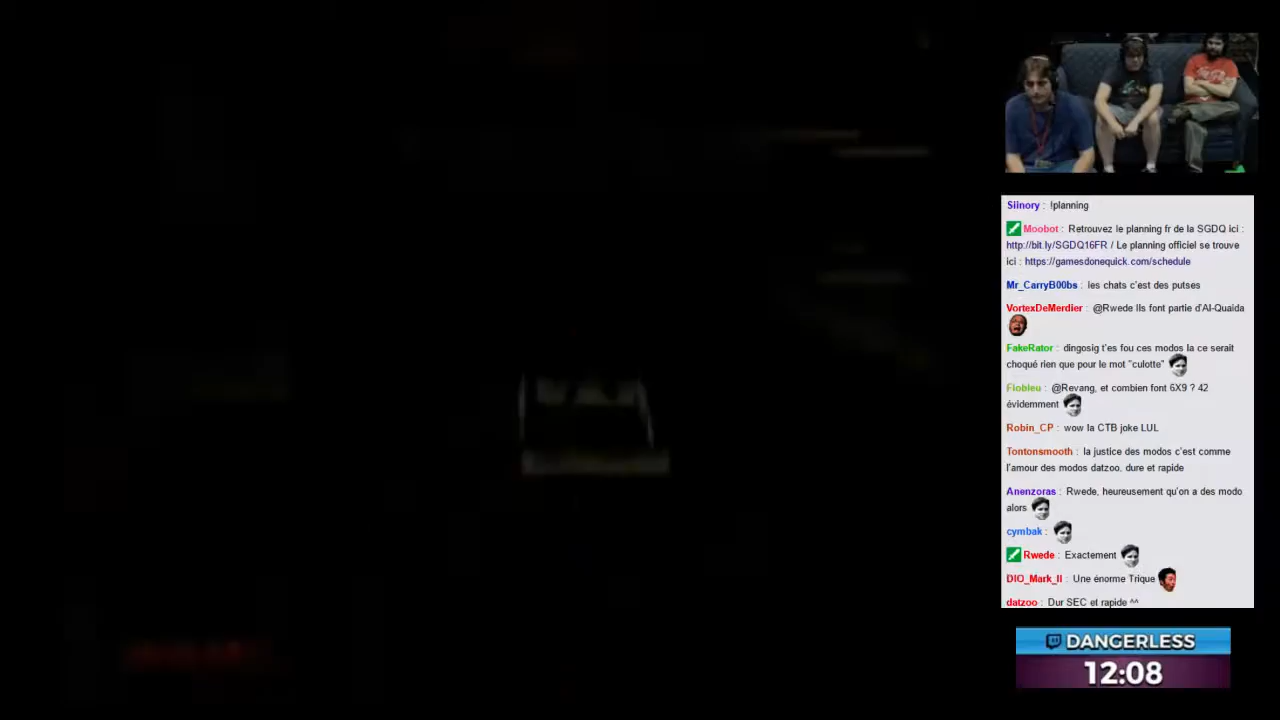 Siinory : !planning
Moobot : Retrouvez le planning fr de la SGDQ ici :
http://bit.ly/SGDQ16FR / Le planning officiel se trouve
ici : https://gamesdonequick.com/schedule
Mr_CarryB00bs : les chats c'est des putses
VortexDeMerdier : @Rwede Ils font partie d'Al-Quaida
FakeRator : dingosig t'es fou ces modos la ce serait
choqué rien que pour le mot "culotte"
Fiobleu : @Revang, et combien font 6X9 ? 42
évidemment
Robin_CP : wow la CTB joke LUL
Tontonsmooth : la justice des modos c'est comme
l'amour des modos datzoo, dure et rapide
Anenzoras : Rwede, heureusement qu'on a des modo
alors
cymbak :
Rwede : Exactement
DIO_Mark_II : Une énorme Trique
datzoo : Dur SEC et rapide ^^
DANGERLESS
12:08